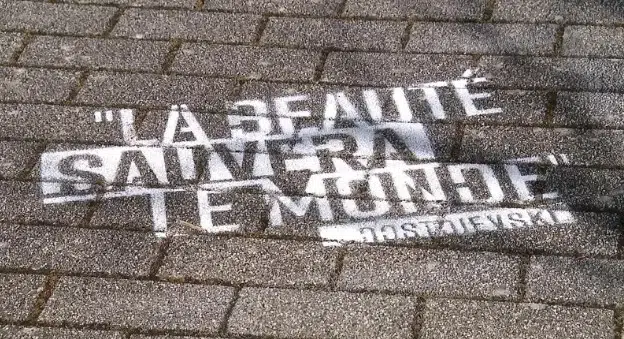 "LA BEAUTÉ
SAUVERA
LE MONDE"
DOSTOIEVSKI